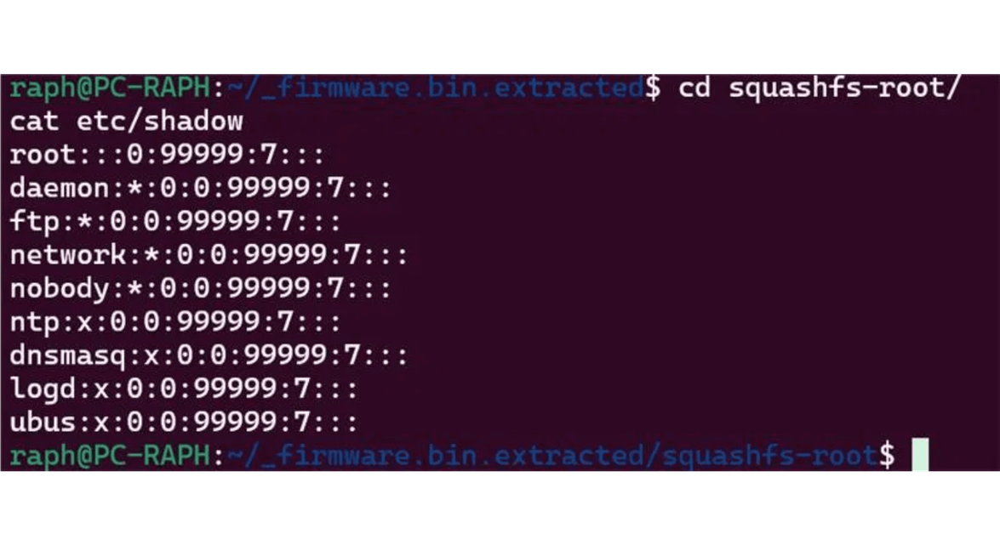 raph@PC-RAPH:~/_firmware.bin.extracted$ cd squashfs-root/
cat etc/shadow
root:::0:99999:7:::
daemon:*:0:0:99999:7:::
ftp:*:0:0:99999:7:::
network:*:0:0:99999:7:::
nobody:*:0:0:99999:7:::
ntp:x:0:0:99999:7:::
dnsmasq:x:0:0:99999:7:::
logd:x:0:0:99999:7:::
ubus:x:0:0:99999:7:::
raph@PC-RAPH:~/_firmware.bin.extracted/squashfs-root$